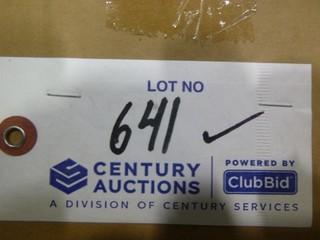 LOT NO
641 ✓
CENTURY AUCTIONS
POWERED BY
ClubBid
A DIVISION OF CENTURY SERVICES